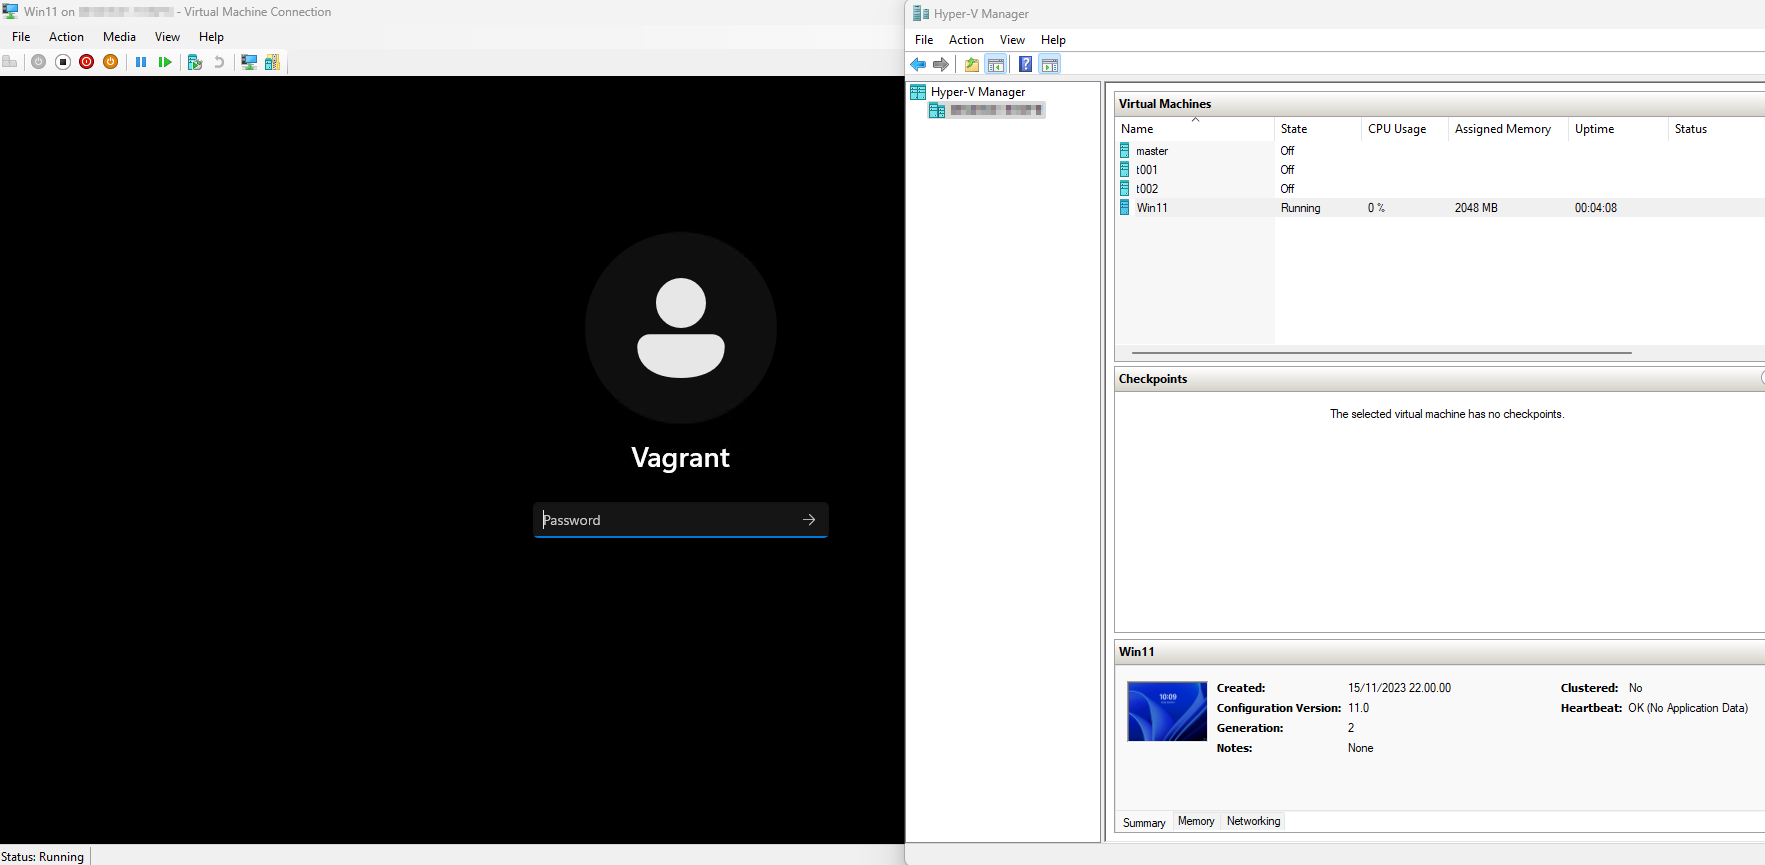 Win11 on - Virtual Machine Connection
File Action Media View Help
Vagrant
Password
Status: Running
Hyper-V Manager
File Action View Help
Hyper-V Manager
Virtual Machines
Name State CPU Usage Assigned Memory Uptime Status
master Off
t001 Off
t002 Off
Win11 Running 0 % 2048 MB 00:04:08
Checkpoints
The selected virtual machine has no checkpoints.
Win11
10:09
Created: 15/11/2023 22.00.00 Clustered: No
Configuration Version: 11.0 Heartbeat: OK (No Application Data)
Generation: 2
Notes: None
Summary Memory Networking